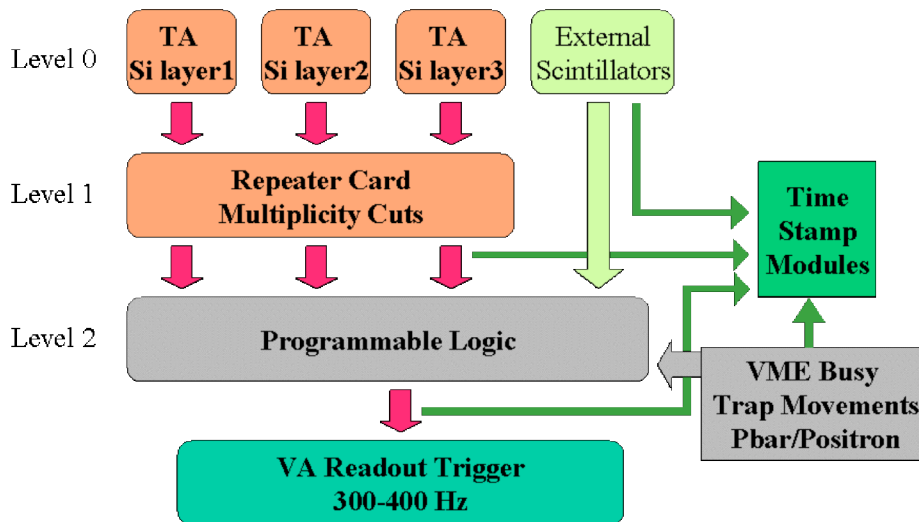 Level 0
TA
Si layer1
TA
Si layer2
TA
Si layer3
External
Scintillators
Level 1
Repeater Card
Multiplicity Cuts
Time
Stamp
Modules
Level 2
Programmable Logic
VME Busy
Trap Movements
Pbar/Positron
VA Readout Trigger
300-400 Hz